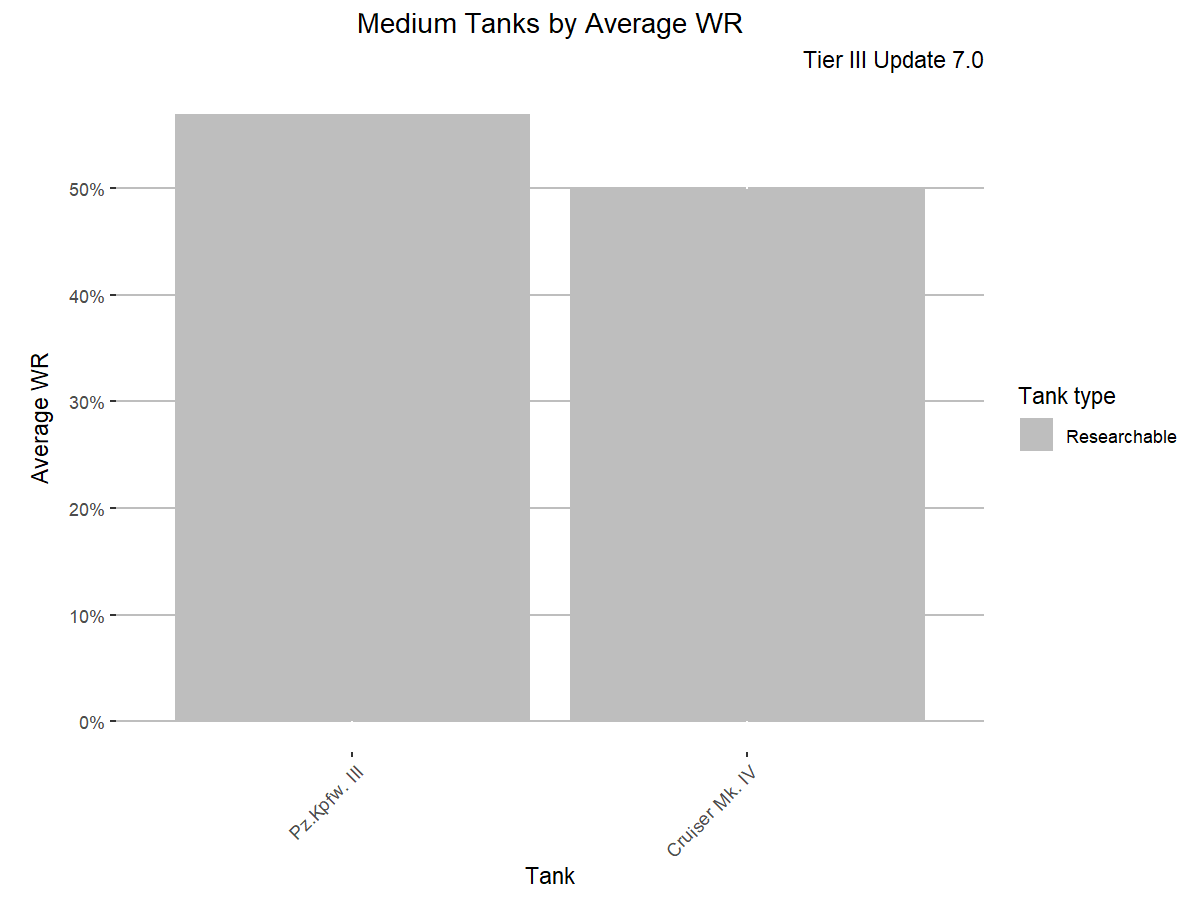 Medium Tanks by Average WR
Tier III Update 7.0
Average WR
50%
40%
30%
20%
10%
0%
Pz.Kpfw. III
Cruiser Mk. IV
Tank
Tank type
Researchable